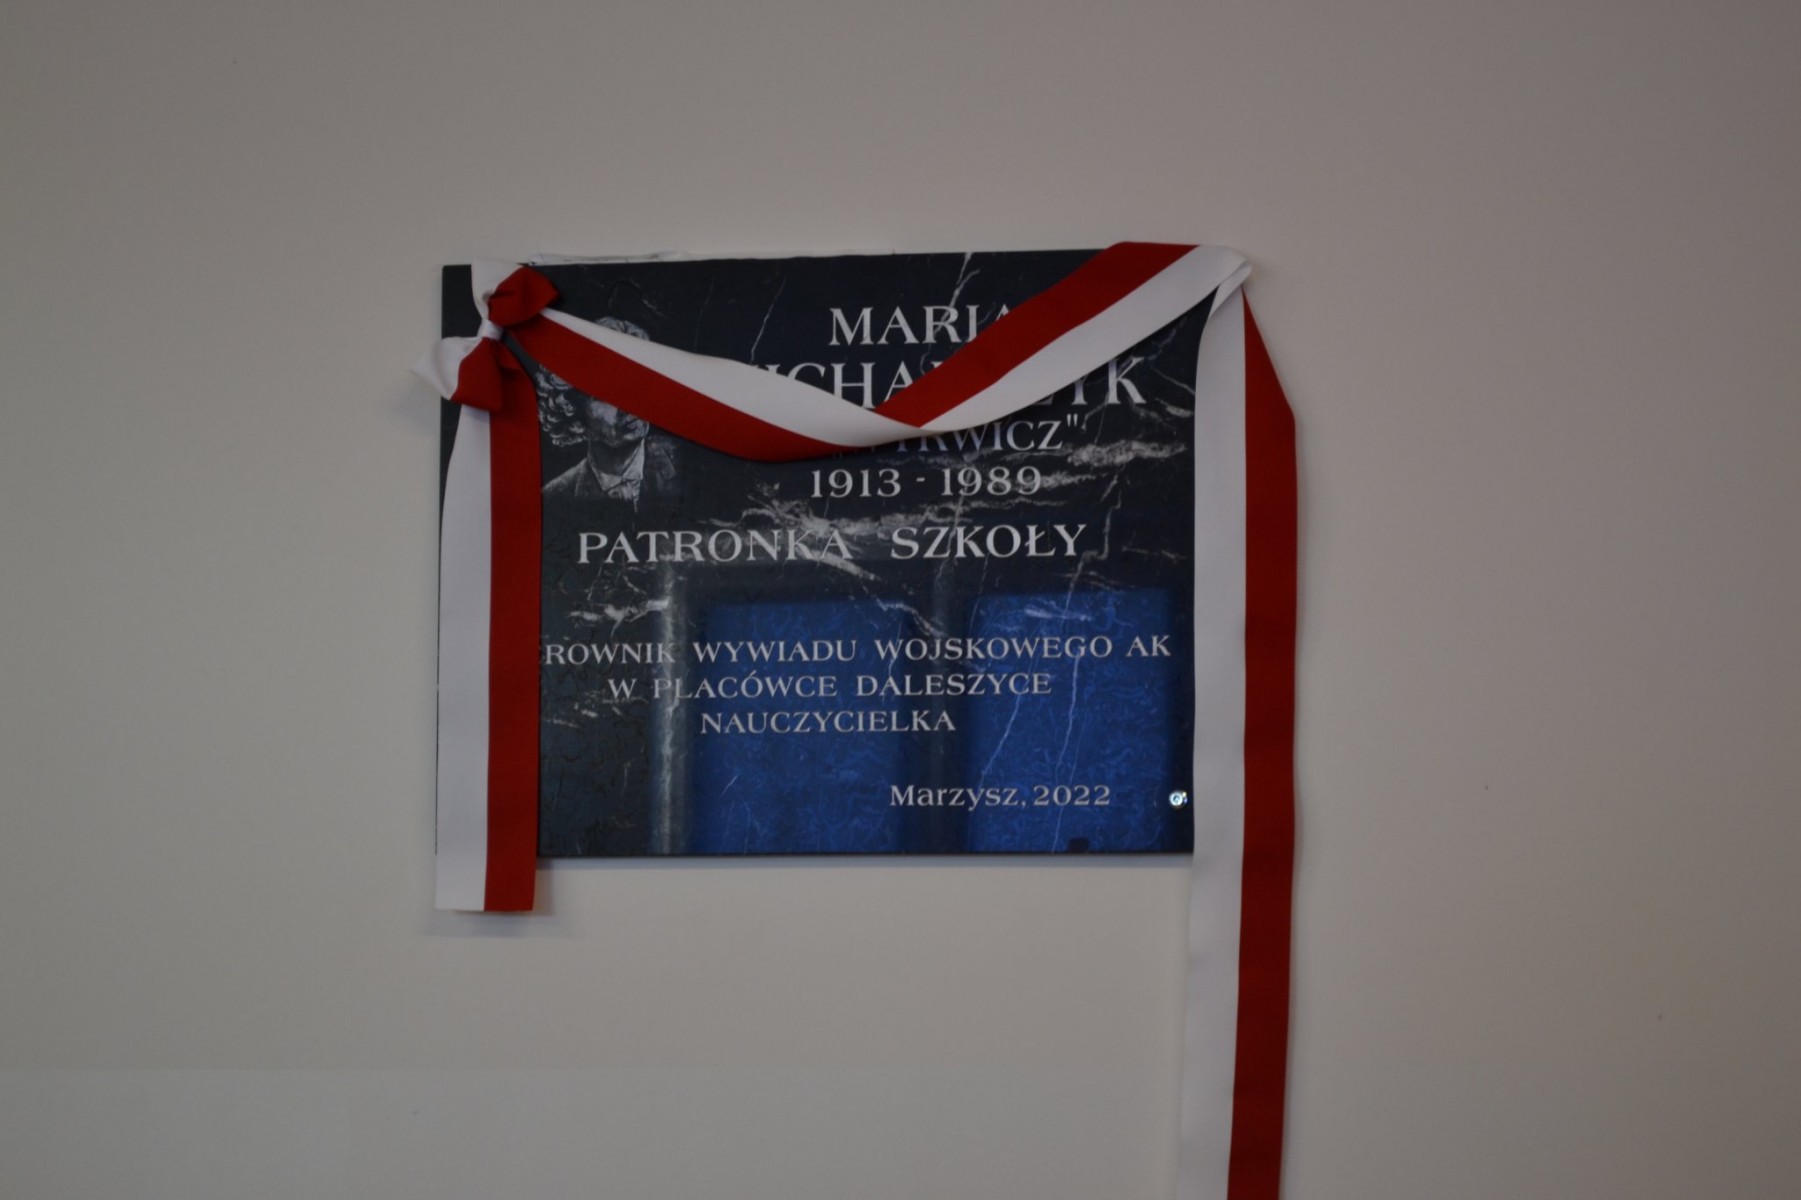 MARIA
1913 - 1989
PATRONKA SZKOŁY
WYWIADU WOJSKOWEGO AK
W PLACÓWCE DALESZYCE
NAUCZYCIELKA
Marzysz, 2022